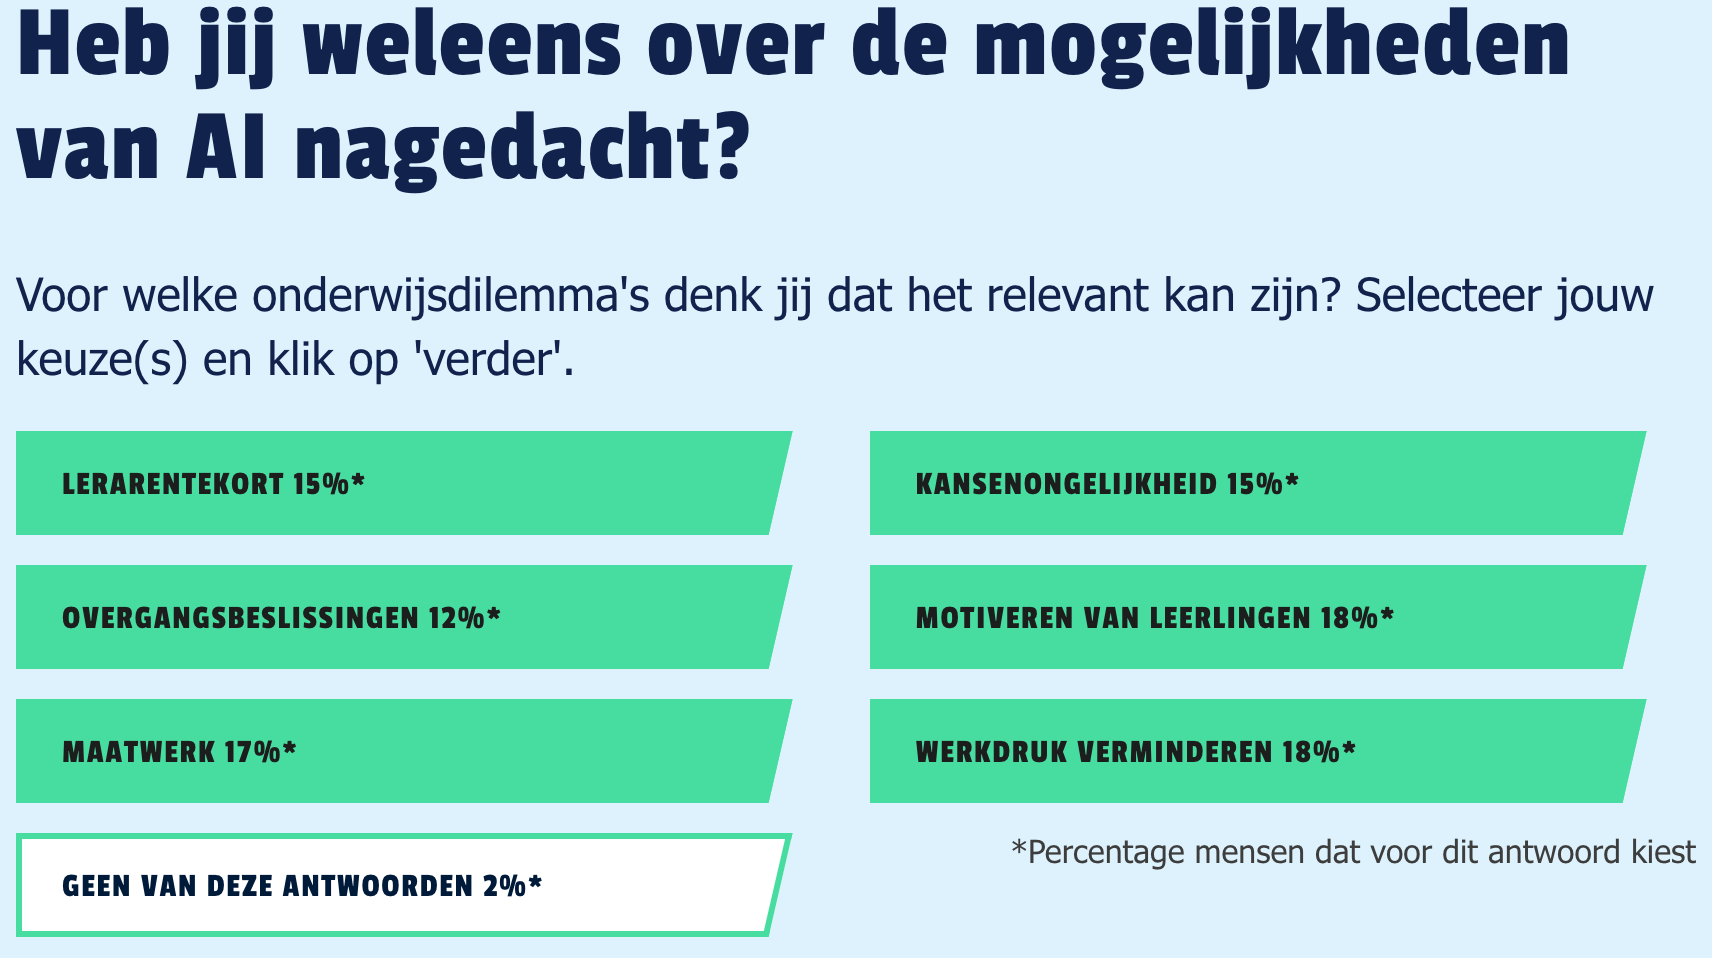 Heb jij weleens over de mogelijkheden
van AI nagedacht?
Voor welke onderwijsdilemma's denk jij dat het relevant kan zijn? Selecteer jouw
keuze(s) en klik op 'verder'.
LERARENTEKORT 15%*
KANSENONGELIJKHEID 15%*
OVERGANGSBESLISSINGEN 12%*
MOTIVEREN VAN LEERLINGEN 18%*
MAATWERK 17%*
WERKDRUK VERMINDEREN 18%*
GEEN VAN DEZE ANTWOORDEN 2%*
*Percentage mensen dat voor dit antwoord kiest